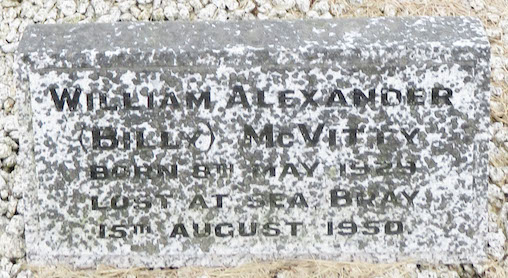 WILLIAM ALEXANDER
(BILLY) MCVITTY
BORN 8TH MAY 1929
LOST AT SEA, BRAY
15TH AUGUST 1950.